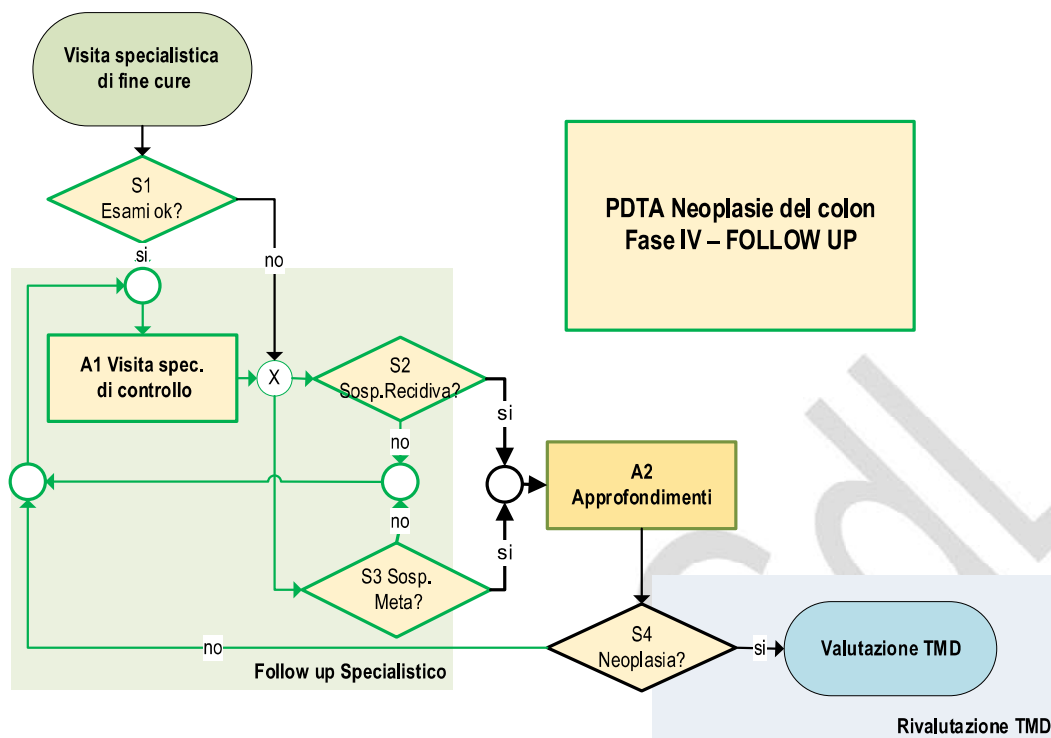 Visita specialistica
di fine cure
S1
Esami ok?
si.
no
PDTA Neoplasie del colon
Fase IV – FOLLOW UP
A1 Visita spec.
di controllo
X
S2
Sosp.Recidiva?
si
no
A2
Approfondimenti
no
si
S3 Sosp.
Meta?
no
S4
Neoplasia?
si
Valutazione TMD
Follow up Specialistico
Rivalutazione TMD